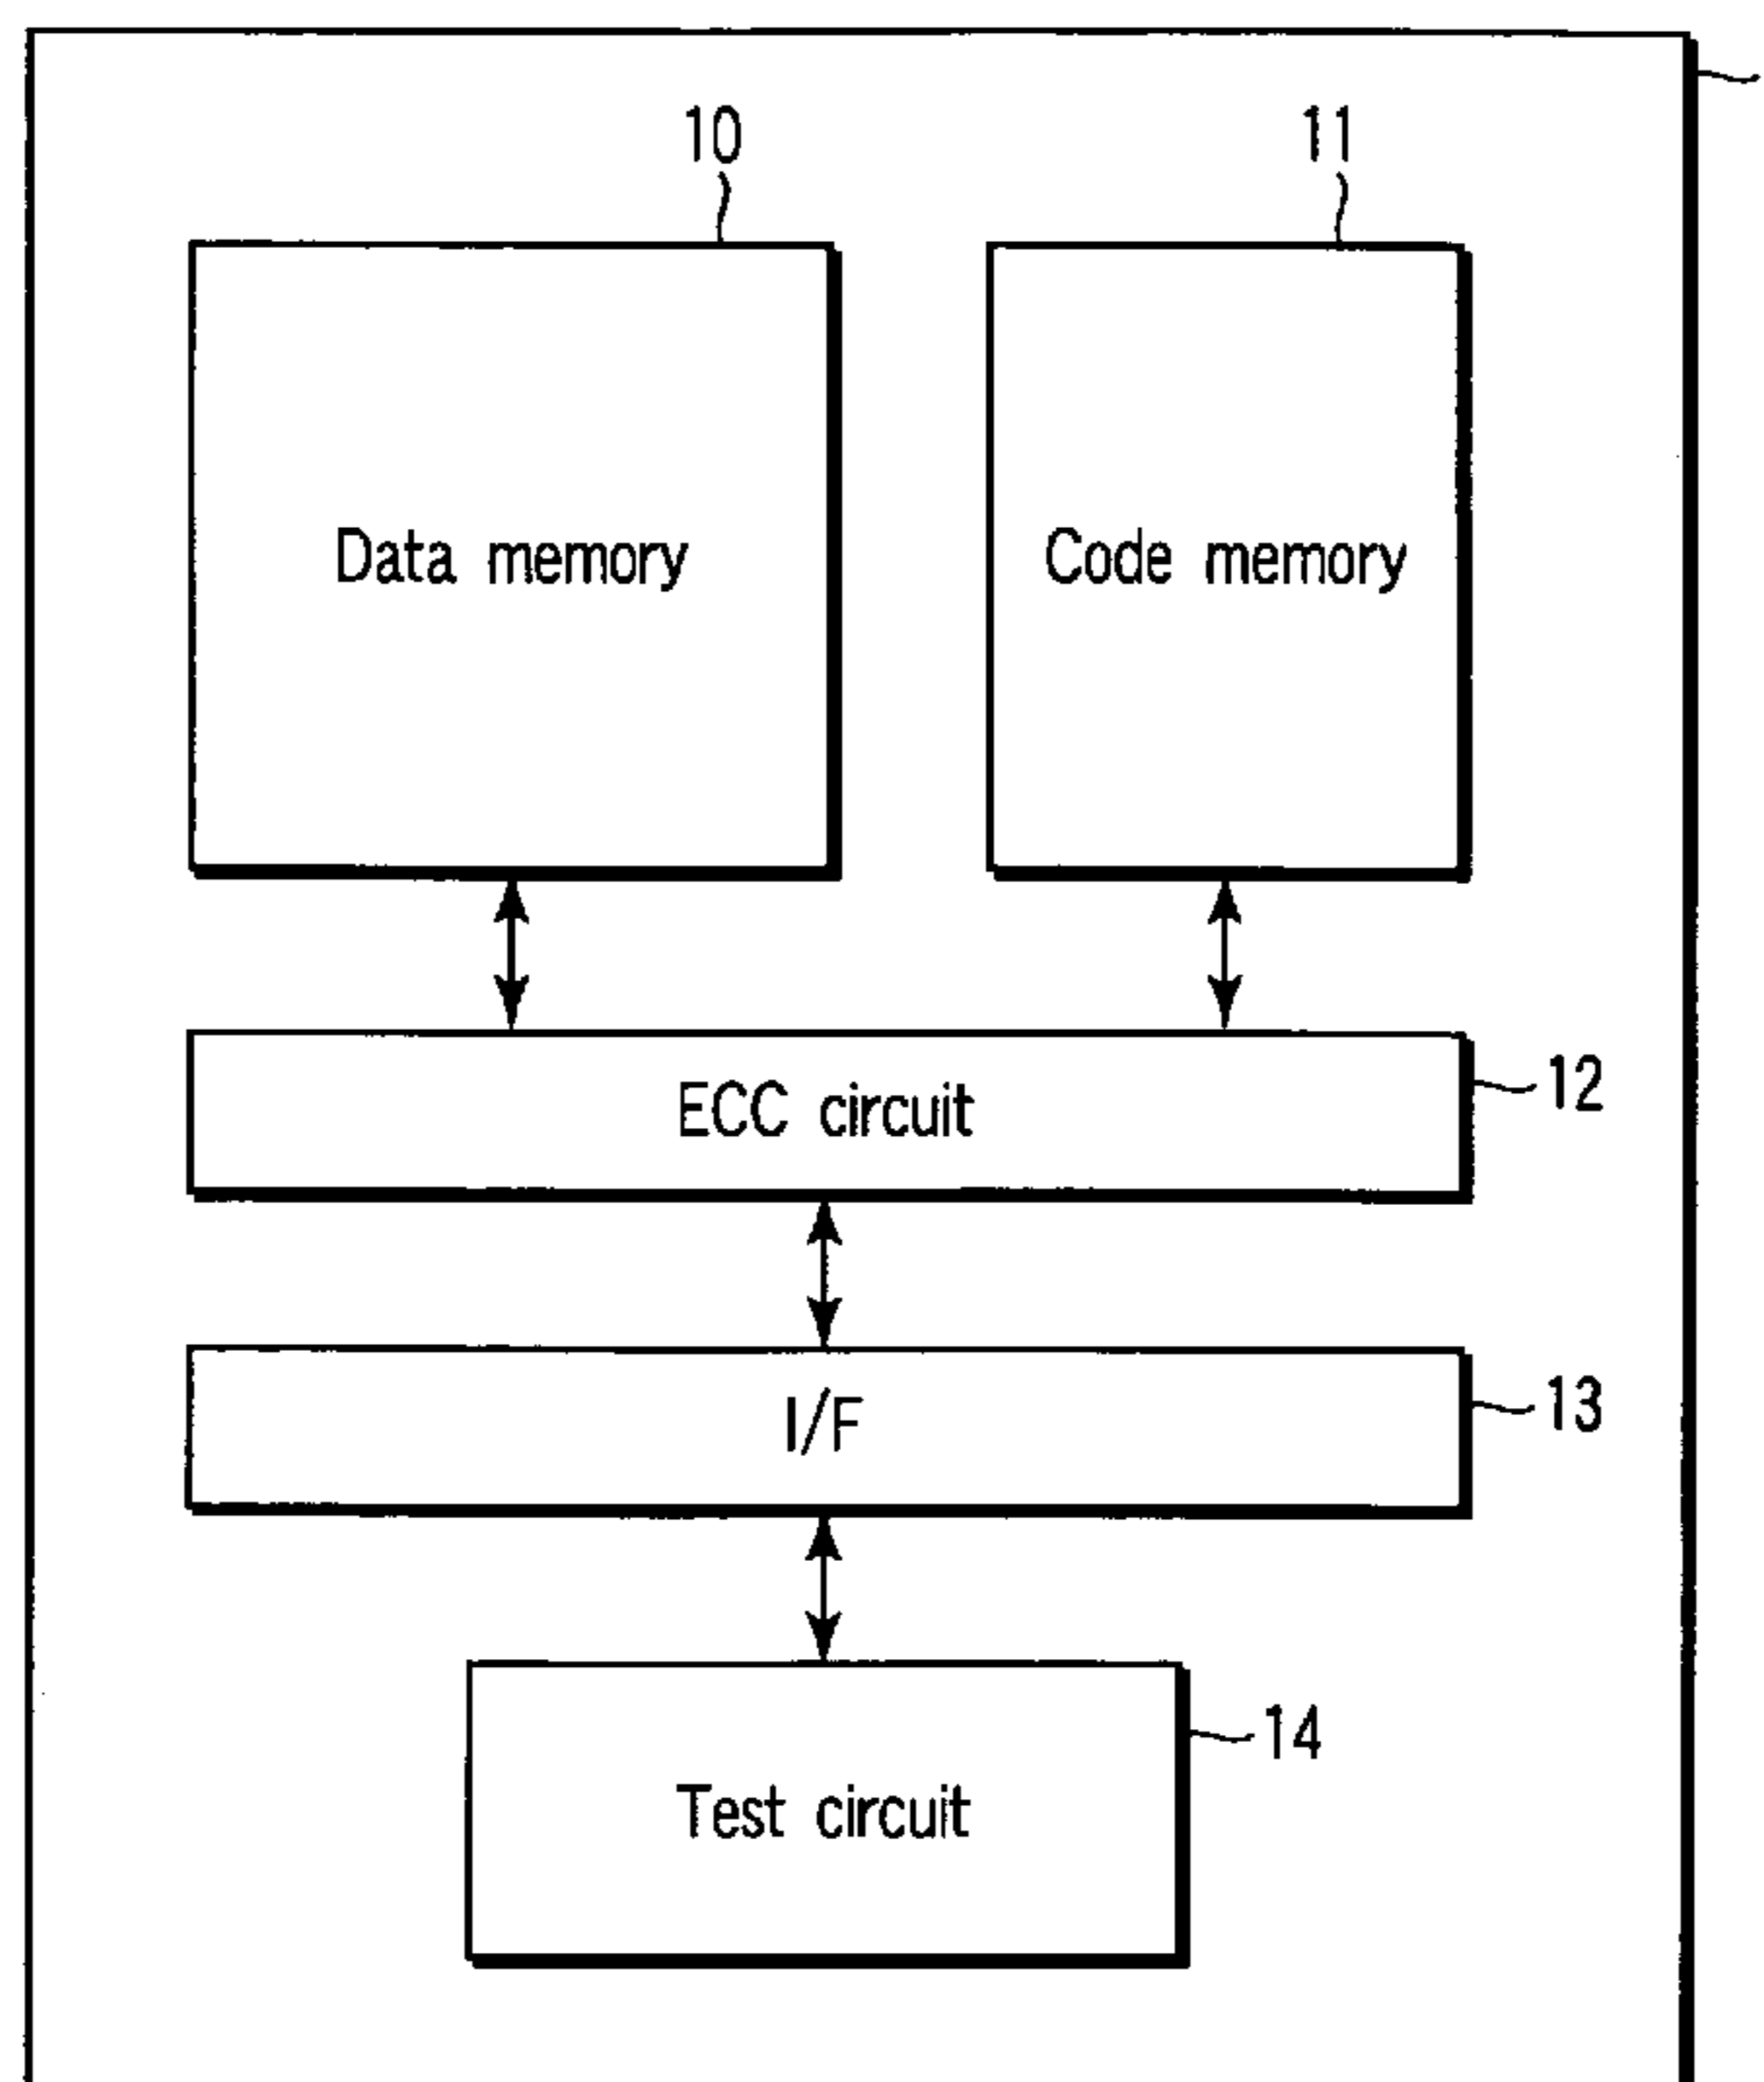 10
11
Data memory
Code memory
ECC circuit
12
I/F
13
14
Test circuit